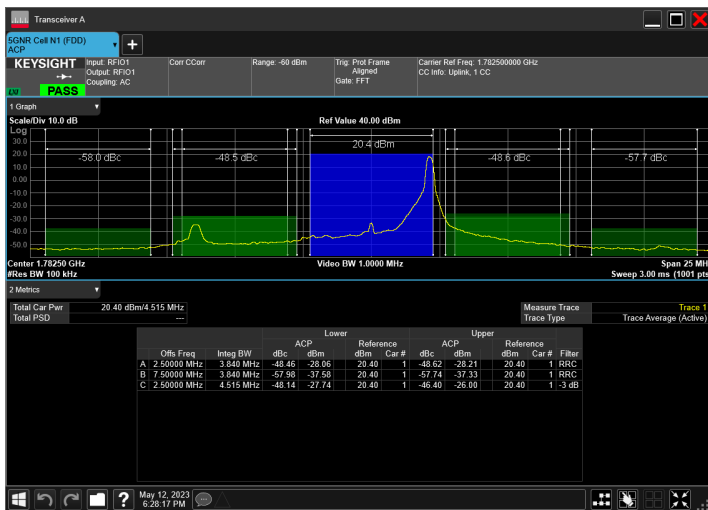 Transceiver A
5GNR Cell N1 (FDD)
ACP
KEYSIGHT
LXI
PASS
Input: RFIO1
Output: RFIO1
Coupling: AC
Corr CCorr
Range: -60 dBm
Trig: Prot Frame
Aligned
Gate: FFT
Carrier Ref Freq: 1.782500000 GHz
CC Info: Uplink, 1 CC
1 Graph
Scale/Div 10.0 dB
Ref Value 40.00 dBm
Log
30.0
20.0
10.0
0.00
-10.0
-20.0
-30.0
-40.0
-50.0
-58.0 dBc
-48.5 dBc
20.4 dBm
-48.6 dBc
-57.7 dBc
Center 1.78250 GHz
#Res BW 100 kHz
Video BW 1.0000 MHz
Span 25 MH
Sweep 3.00 ms (1001 pts
2 Metrics
Total Car Pwr 20.40 dBm/4.515 MHz
Total PSD ---
Measure Trace Trace 1
Trace Type Trace Average (Active)
Lower Upper
ACP Reference ACP Reference
Offs Freq Integ BW dBc dBm dBm Car # dBc dBm dBm Car # Filter
A 2.50000 MHz 3.840 MHz -48.46 -28.06 20.40 1 -48.62 -28.21 20.40 1 RRC
B 7.50000 MHz 3.840 MHz -57.98 -37.58 20.40 1 -57.74 -37.33 20.40 1 RRC
C 2.50000 MHz 4.515 MHz -48.14 -27.74 20.40 1 -46.40 -26.00 20.40 1 -3 dB
?
May 12, 2023
6:28:17 PM